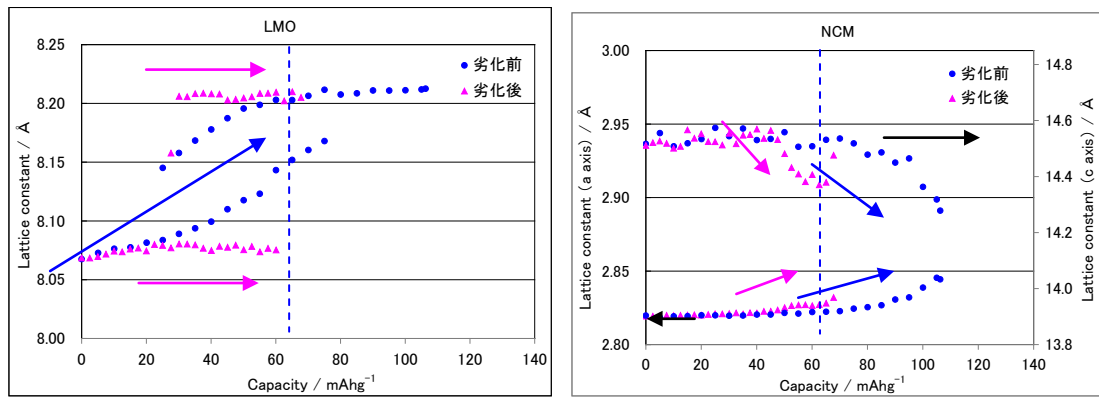 LMO
8.25
8.20
8.15
8.10
8.05
8.00
Lattice constant / Å
劣化前
劣化後
0 20 40 60 80 100 120 140
Capacity / mAhg⁻¹
NCM
3.00
2.95
2.90
2.85
2.80
Lattice constant (a axis) / Å
劣化前
劣化後
14.8
14.6
14.4
14.2
14.0
13.8
Lattice constant (c axis) / Å
0 20 40 60 80 100 120 140
Capacity / mAhg⁻¹